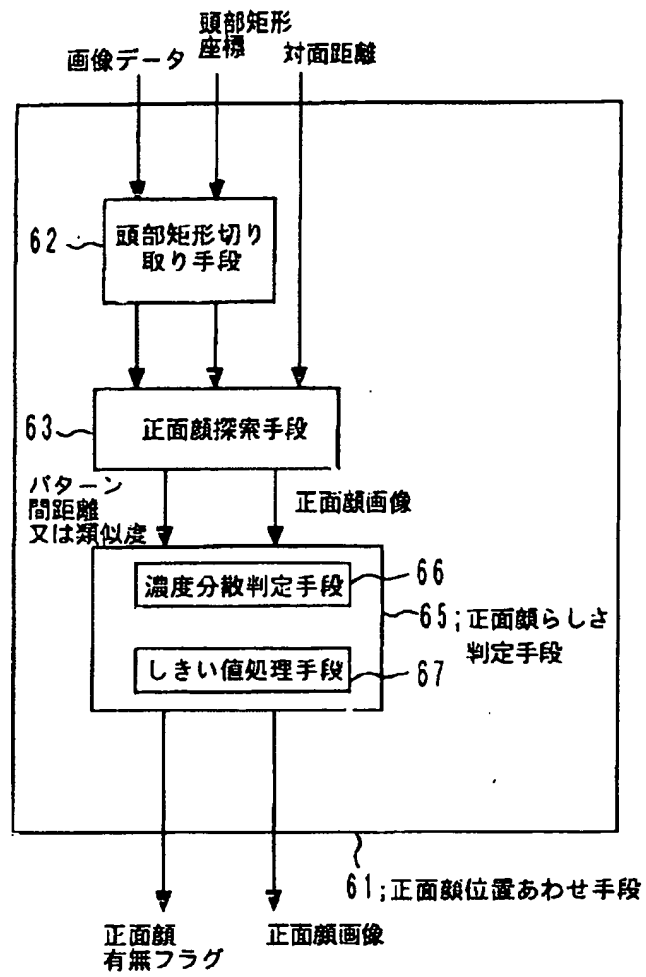 頭部矩形
座標
画像データ
対面距離
62
頭部矩形切り
取り手段
63
正面顔探索手段
パターン
間距離
又は類似度
正面顔画像
濃度分散判定手段
66
65;正面顔らしさ
判定手段
しきい値処理手段
67
61;正面顔位置あわせ手段
正面顔
有無フラグ
正面顔画像